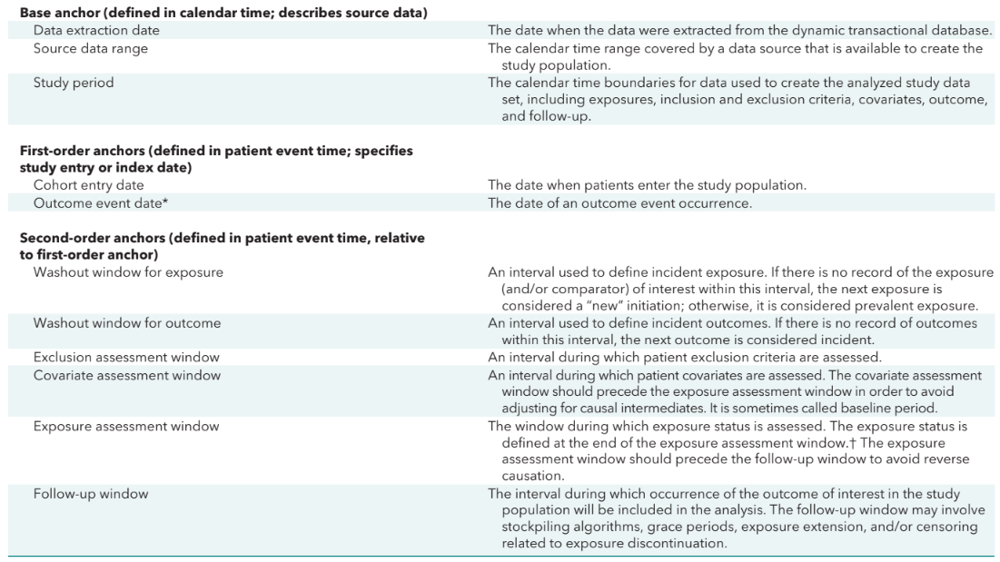 Base anchor (defined in calendar time; describes source data)
Data extraction date The date when the data were extracted from the dynamic transactional database.
Source data range The calendar time range covered by a data source that is available to create the
study population.
Study period The calendar time boundaries for data used to create the analyzed study data
set, including exposures, inclusion and exclusion criteria, covariates, outcome,
and follow-up.
First-order anchors (defined in patient event time; specifies
study entry or index date)
Cohort entry date The date when patients enter the study population.
Outcome event date* The date of an outcome event occurrence.
Second-order anchors (defined in patient event time, relative
to first-order anchor)
Washout window for exposure An interval used to define incident exposure. If there is no record of the exposure
(and/or comparator) of interest within this interval, the next exposure is
considered a “new” initiation; otherwise, it is considered prevalent exposure.
Washout window for outcome An interval used to define incident outcomes. If there is no record of outcomes
within this interval, the next outcome is considered incident.
Exclusion assessment window An interval during which patient exclusion criteria are assessed.
Covariate assessment window An interval during which patient covariates are assessed. The covariate assessment
window should precede the exposure assessment window in order to avoid
adjusting for causal intermediates. It is sometimes called baseline period.
Exposure assessment window The window during which exposure status is assessed. The exposure status is
defined at the end of the exposure assessment window.† The exposure
assessment window should precede the follow-up window to avoid reverse
causation.
Follow-up window The interval during which occurrence of the outcome of interest in the study
population will be included in the analysis. The follow-up window may involve
stockpiling algorithms, grace periods, exposure extension, and/or censoring
related to exposure discontinuation.